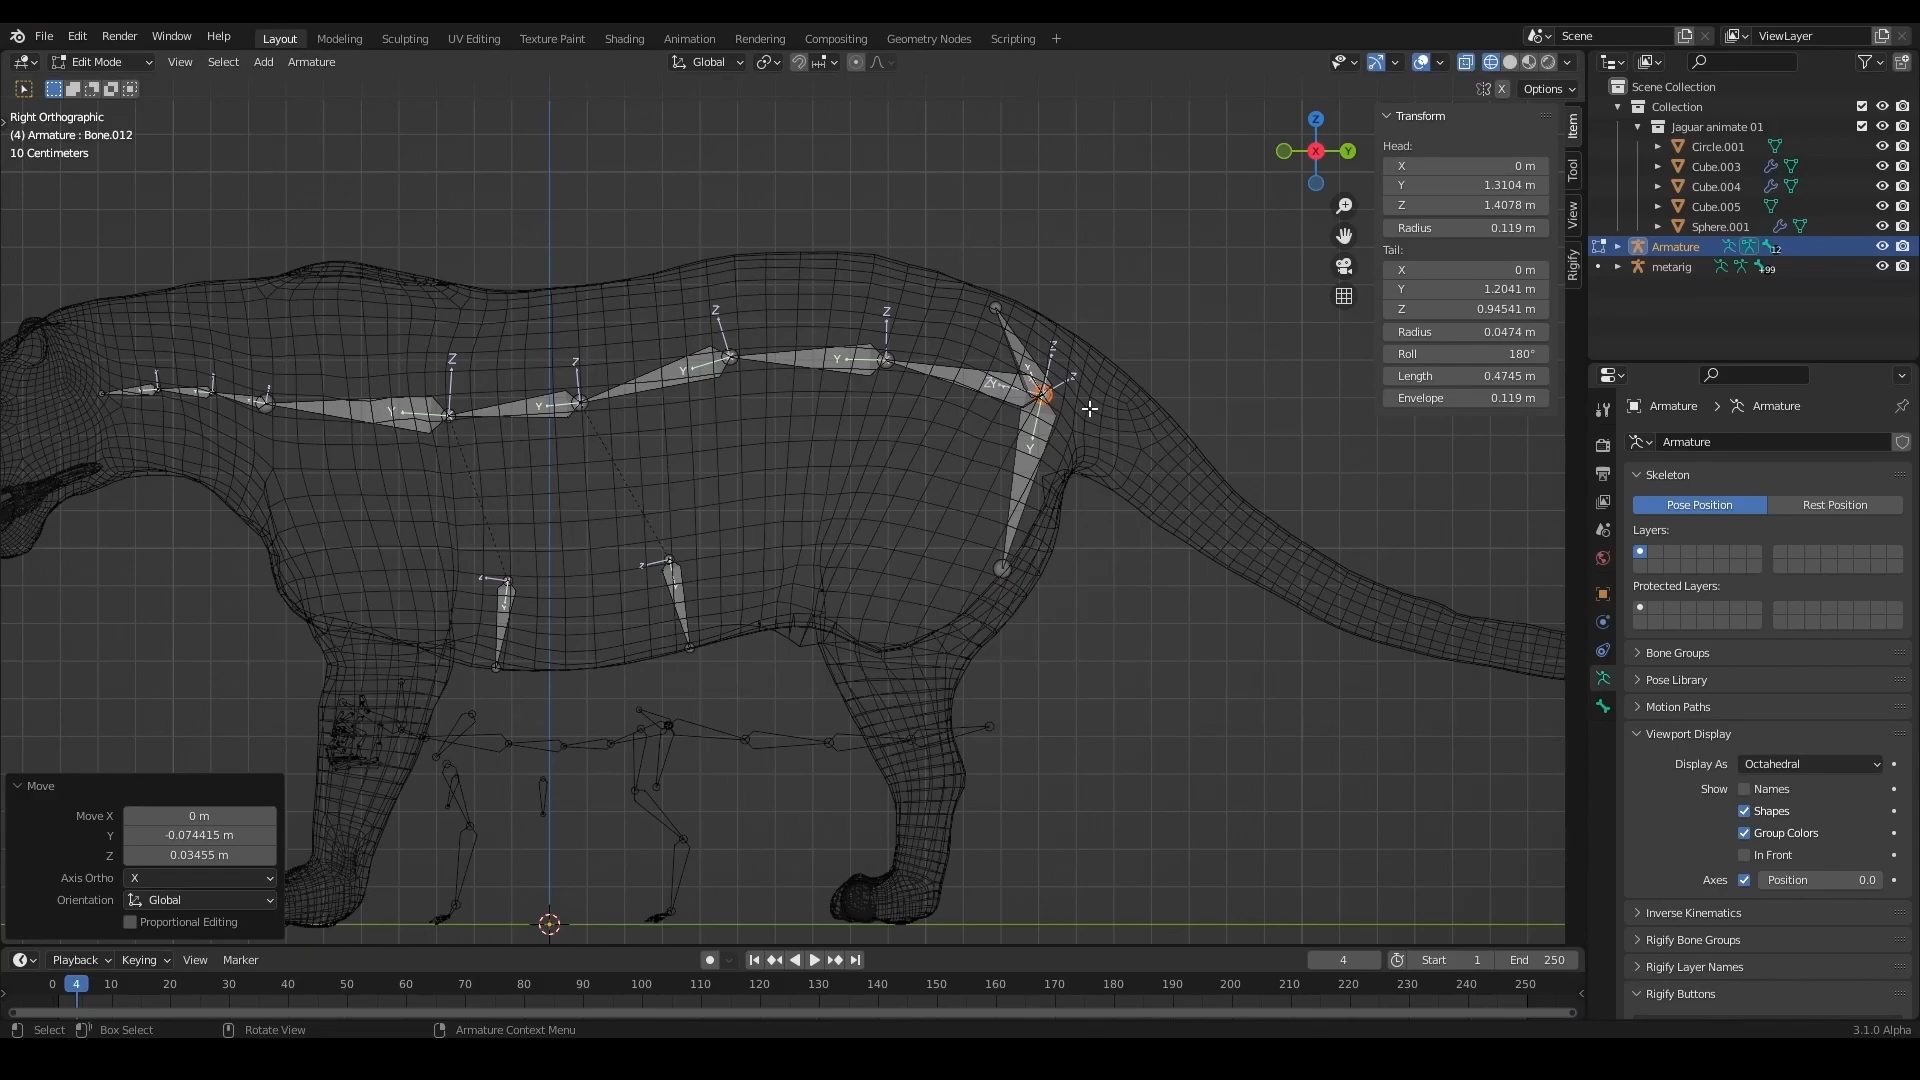 File Edit Render Window Help
Layout Modeling Sculpting UV Editing Texture Paint Shading Animation Rendering Compositing Geometry Nodes Scripting +
Scene
ViewLayer
Edit Mode View Select Add Armature
Global
X Options
Right Orthographic
(4) Armature : Bone.012
10 Centimeters
Z
X
Y
Transform
Head:
X 0 m
Y 1.3104 m
Z 1.4078 m
Radius 0.119 m
Tail:
X 0 m
Y 1.2041 m
Z 0.94541 m
Radius 0.0474 m
Roll 180°
Length 0.4745 m
Envelope 0.119 m
Item
Tool
View
Rigify
Scene Collection
Collection
Jaguar animate 01
Circle.001
Cube.003
Cube.004
Cube.005
Sphere.001
Armature 12
metarig +99
Armature > Armature
Armature
Skeleton
Pose Position Rest Position
Layers:
Protected Layers:
Bone Groups
Pose Library
Motion Paths
Viewport Display
Display As Octahedral
Show Names
Shapes
Group Colors
In Front
Axes Position 0.0
Inverse Kinematics
Rigify Bone Groups
Rigify Layer Names
Rigify Buttons
Move
Move X 0 m
Y -0.074415 m
Z 0.03455 m
Axis Ortho X
Orientation Global
Proportional Editing
Playback Keying View Marker
4 Start 1 End 250
0 4 10 20 30 40 50 60 70 80 90 100 110 120 130 140 150 160 170 180 190 200 210 220 230 240 250
Select Box Select Rotate View Armature Context Menu
3.1.0 Alpha